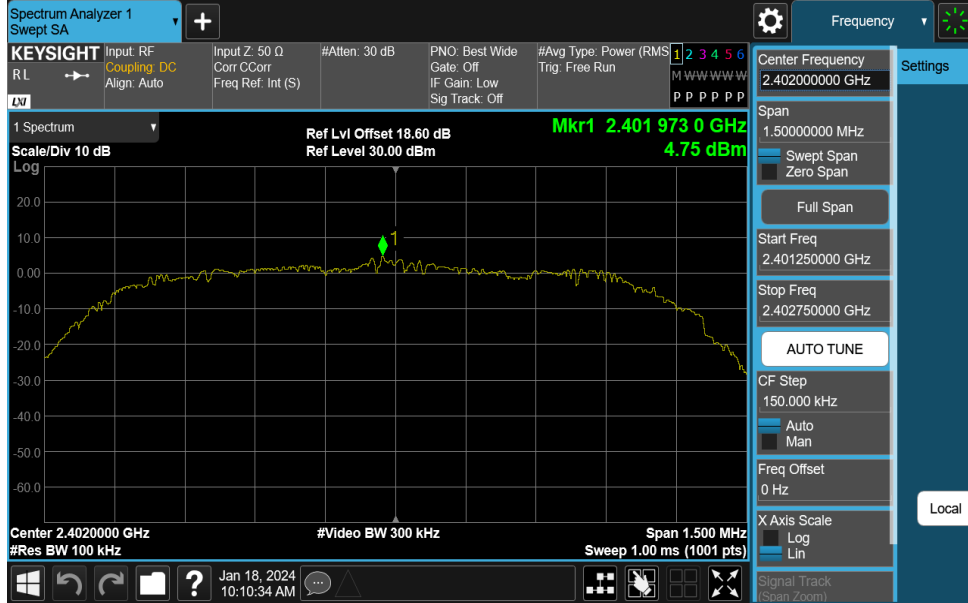 Spectrum Analyzer 1
Swept SA
Frequency
KEYSIGHT
RL
LXI
Input: RF
Coupling: DC
Align: Auto
Input Z: 50 Ω
Corr CCorr
Freq Ref: Int (S)
#Atten: 30 dB
PNO: Best Wide
Gate: Off
IF Gain: Low
Sig Track: Off
#Avg Type: Power (RMS
Trig: Free Run
1 2 3 4 5 6
M W W W W W
P P P P P P
1 Spectrum
Scale/Div 10 dB
Log
Ref Lvl Offset 18.60 dB
Ref Level 30.00 dBm
Mkr1 2.401 973 0 GHz
4.75 dBm
20.0
10.0
0.00
-10.0
-20.0
-30.0
-40.0
-50.0
-60.0
1
Center 2.4020000 GHz
#Res BW 100 kHz
#Video BW 300 kHz
Span 1.500 MHz
Sweep 1.00 ms (1001 pts)
Center Frequency
2.402000000 GHz
Span
1.50000000 MHz
Swept Span
Zero Span
Full Span
Start Freq
2.401250000 GHz
Stop Freq
2.402750000 GHz
AUTO TUNE
CF Step
150.000 kHz
Auto
Man
Freq Offset
0 Hz
X Axis Scale
Log
Lin
Signal Track
(Span Zoom)
Settings
Local
?
Jan 18, 2024
10:10:34 AM